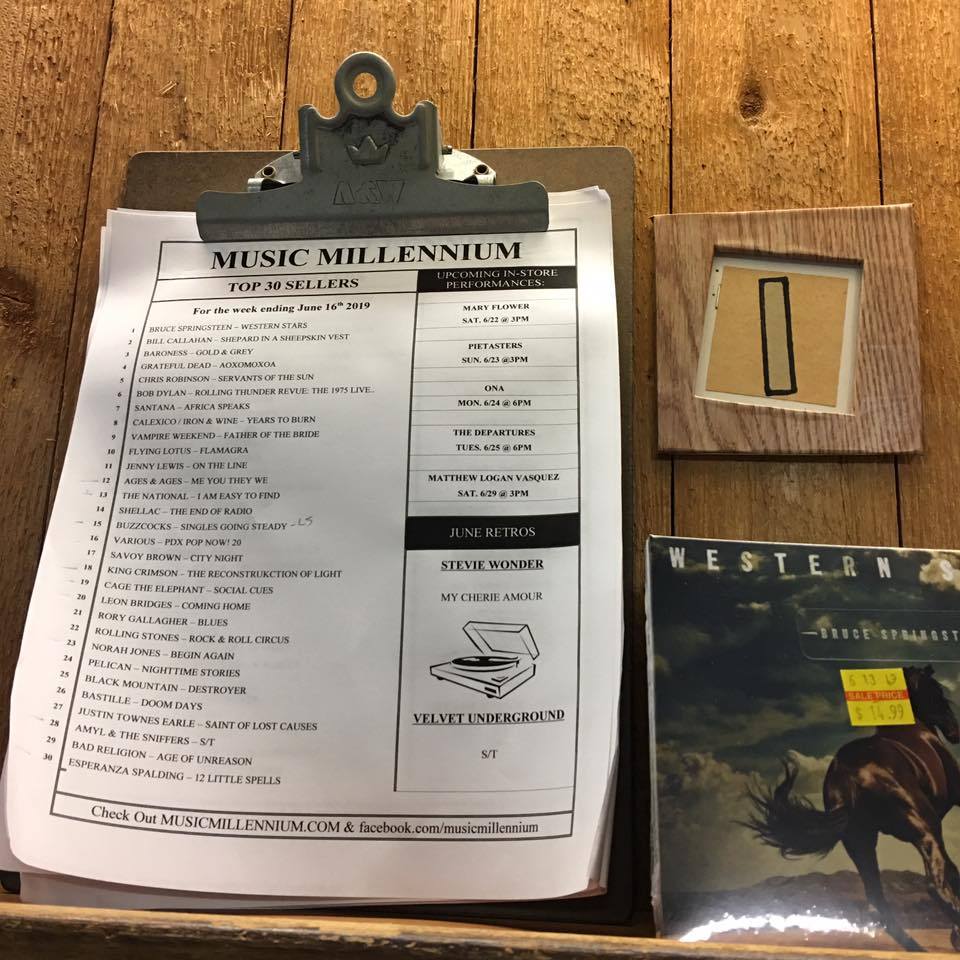 A&W
MUSIC MILLENNIUM
TOP 30 SELLERS
For the week ending June 16th 2019
1 BRUCE SPRINGSTEEN – WESTERN STARS
2 BILL CALLAHAN – SHEPARD IN A SHEEPSKIN VEST
3 BARONESS – GOLD & GREY
4 GRATEFUL DEAD – AOXOMOXOA
5 CHRIS ROBINSON – SERVANTS OF THE SUN
6 BOB DYLAN – ROLLING THUNDER REVUE: THE 1975 LIVE..
7 SANTANA – AFRICA SPEAKS
8 CALEXICO / IRON & WINE – YEARS TO BURN
9 VAMPIRE WEEKEND – FATHER OF THE BRIDE
10 FLYING LOTUS – FLAMAGRA
11 JENNY LEWIS – ON THE LINE
12 AGES & AGES – ME YOU THEY WE
13 THE NATIONAL – I AM EASY TO FIND
14 SHELLAC – THE END OF RADIO
15 BUZZCOCKS – SINGLES GOING STEADY
16 VARIOUS – PDX POP NOW! 20
17 SAVOY BROWN – CITY NIGHT
18 KING CRIMSON – THE RECONSTRUKCTION OF LIGHT
19 CAGE THE ELEPHANT – SOCIAL CUES
20 LEON BRIDGES – COMING HOME
21 RORY GALLAGHER – BLUES
22 ROLLING STONES – ROCK & ROLL CIRCUS
23 NORAH JONES – BEGIN AGAIN
24 PELICAN – NIGHTTIME STORIES
25 BLACK MOUNTAIN – DESTROYER
26 BASTILLE – DOOM DAYS
27 JUSTIN TOWNES EARLE – SAINT OF LOST CAUSES
28 AMYL & THE SNIFFERS – S/T
29 BAD RELIGION – AGE OF UNREASON
30 ESPERANZA SPALDING – 12 LITTLE SPELLS
UPCOMING IN-STORE
PERFORMANCES:
MARY FLOWER
SAT. 6/22 @ 3PM
PIETASTERS
SUN. 6/23 @3PM
ONA
MON. 6/24 @ 6PM
THE DEPARTURES
TUES. 6/25 @ 6PM
MATTHEW LOGAN VASQUEZ
SAT. 6/29 @ 3PM
JUNE RETROS
STEVIE WONDER
MY CHERIE AMOUR
VELVET UNDERGROUND
S/T
Check Out MUSICMILLENNIUM.COM & facebook.com/musicmillennium
1
WESTERN S
BRUCE SPRINGST
6 13 19
SALE PRICE
$ 14.99